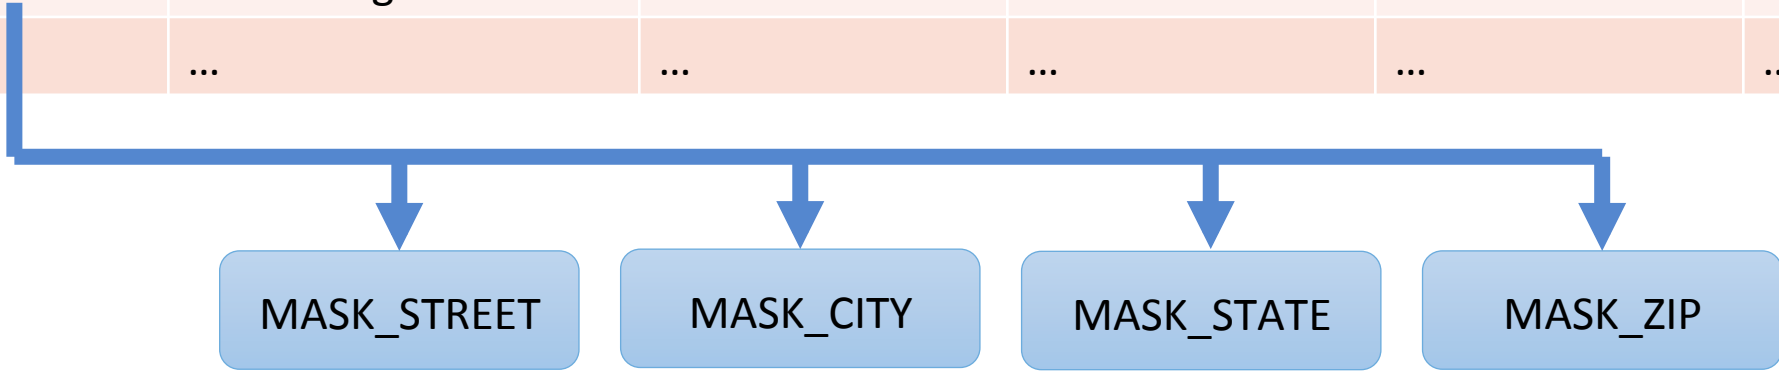 ... ... ... ...
MASK_STREET MASK_CITY MASK_STATE MASK_ZIP